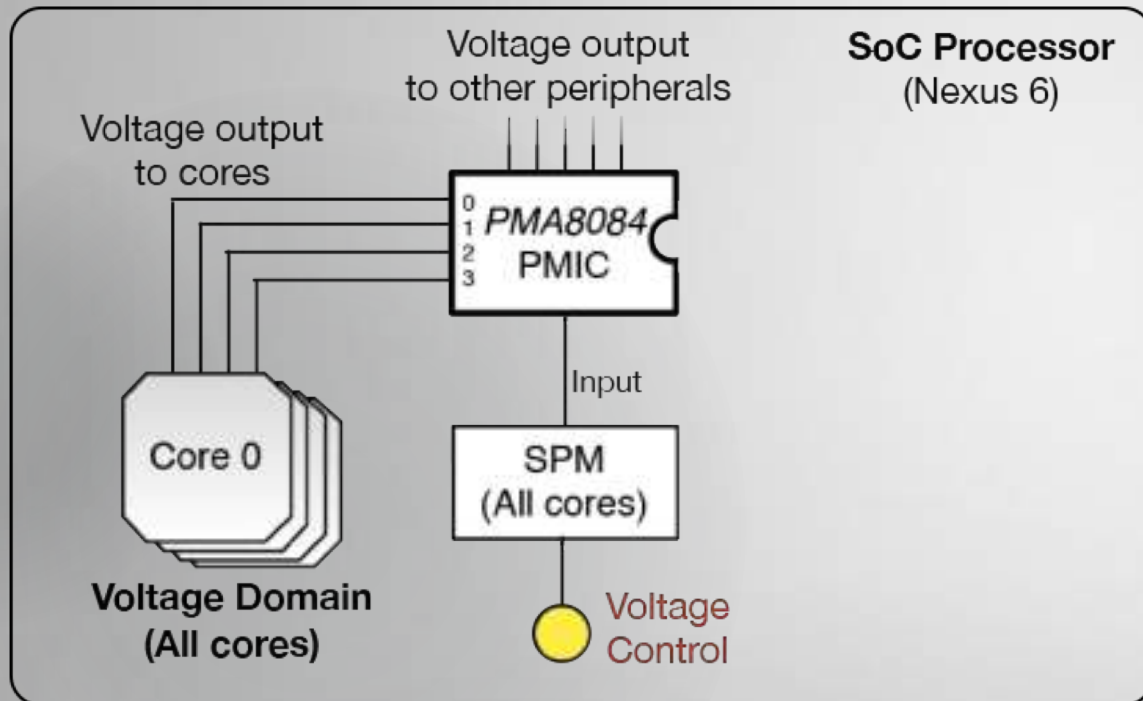 Voltage output
to other peripherals
SoC Processor
(Nexus 6)
Voltage output
to cores
0
1
2
3
PMA8084
PMIC
Input
Core 0
SPM
(All cores)
Voltage Domain
(All cores)
Voltage
Control